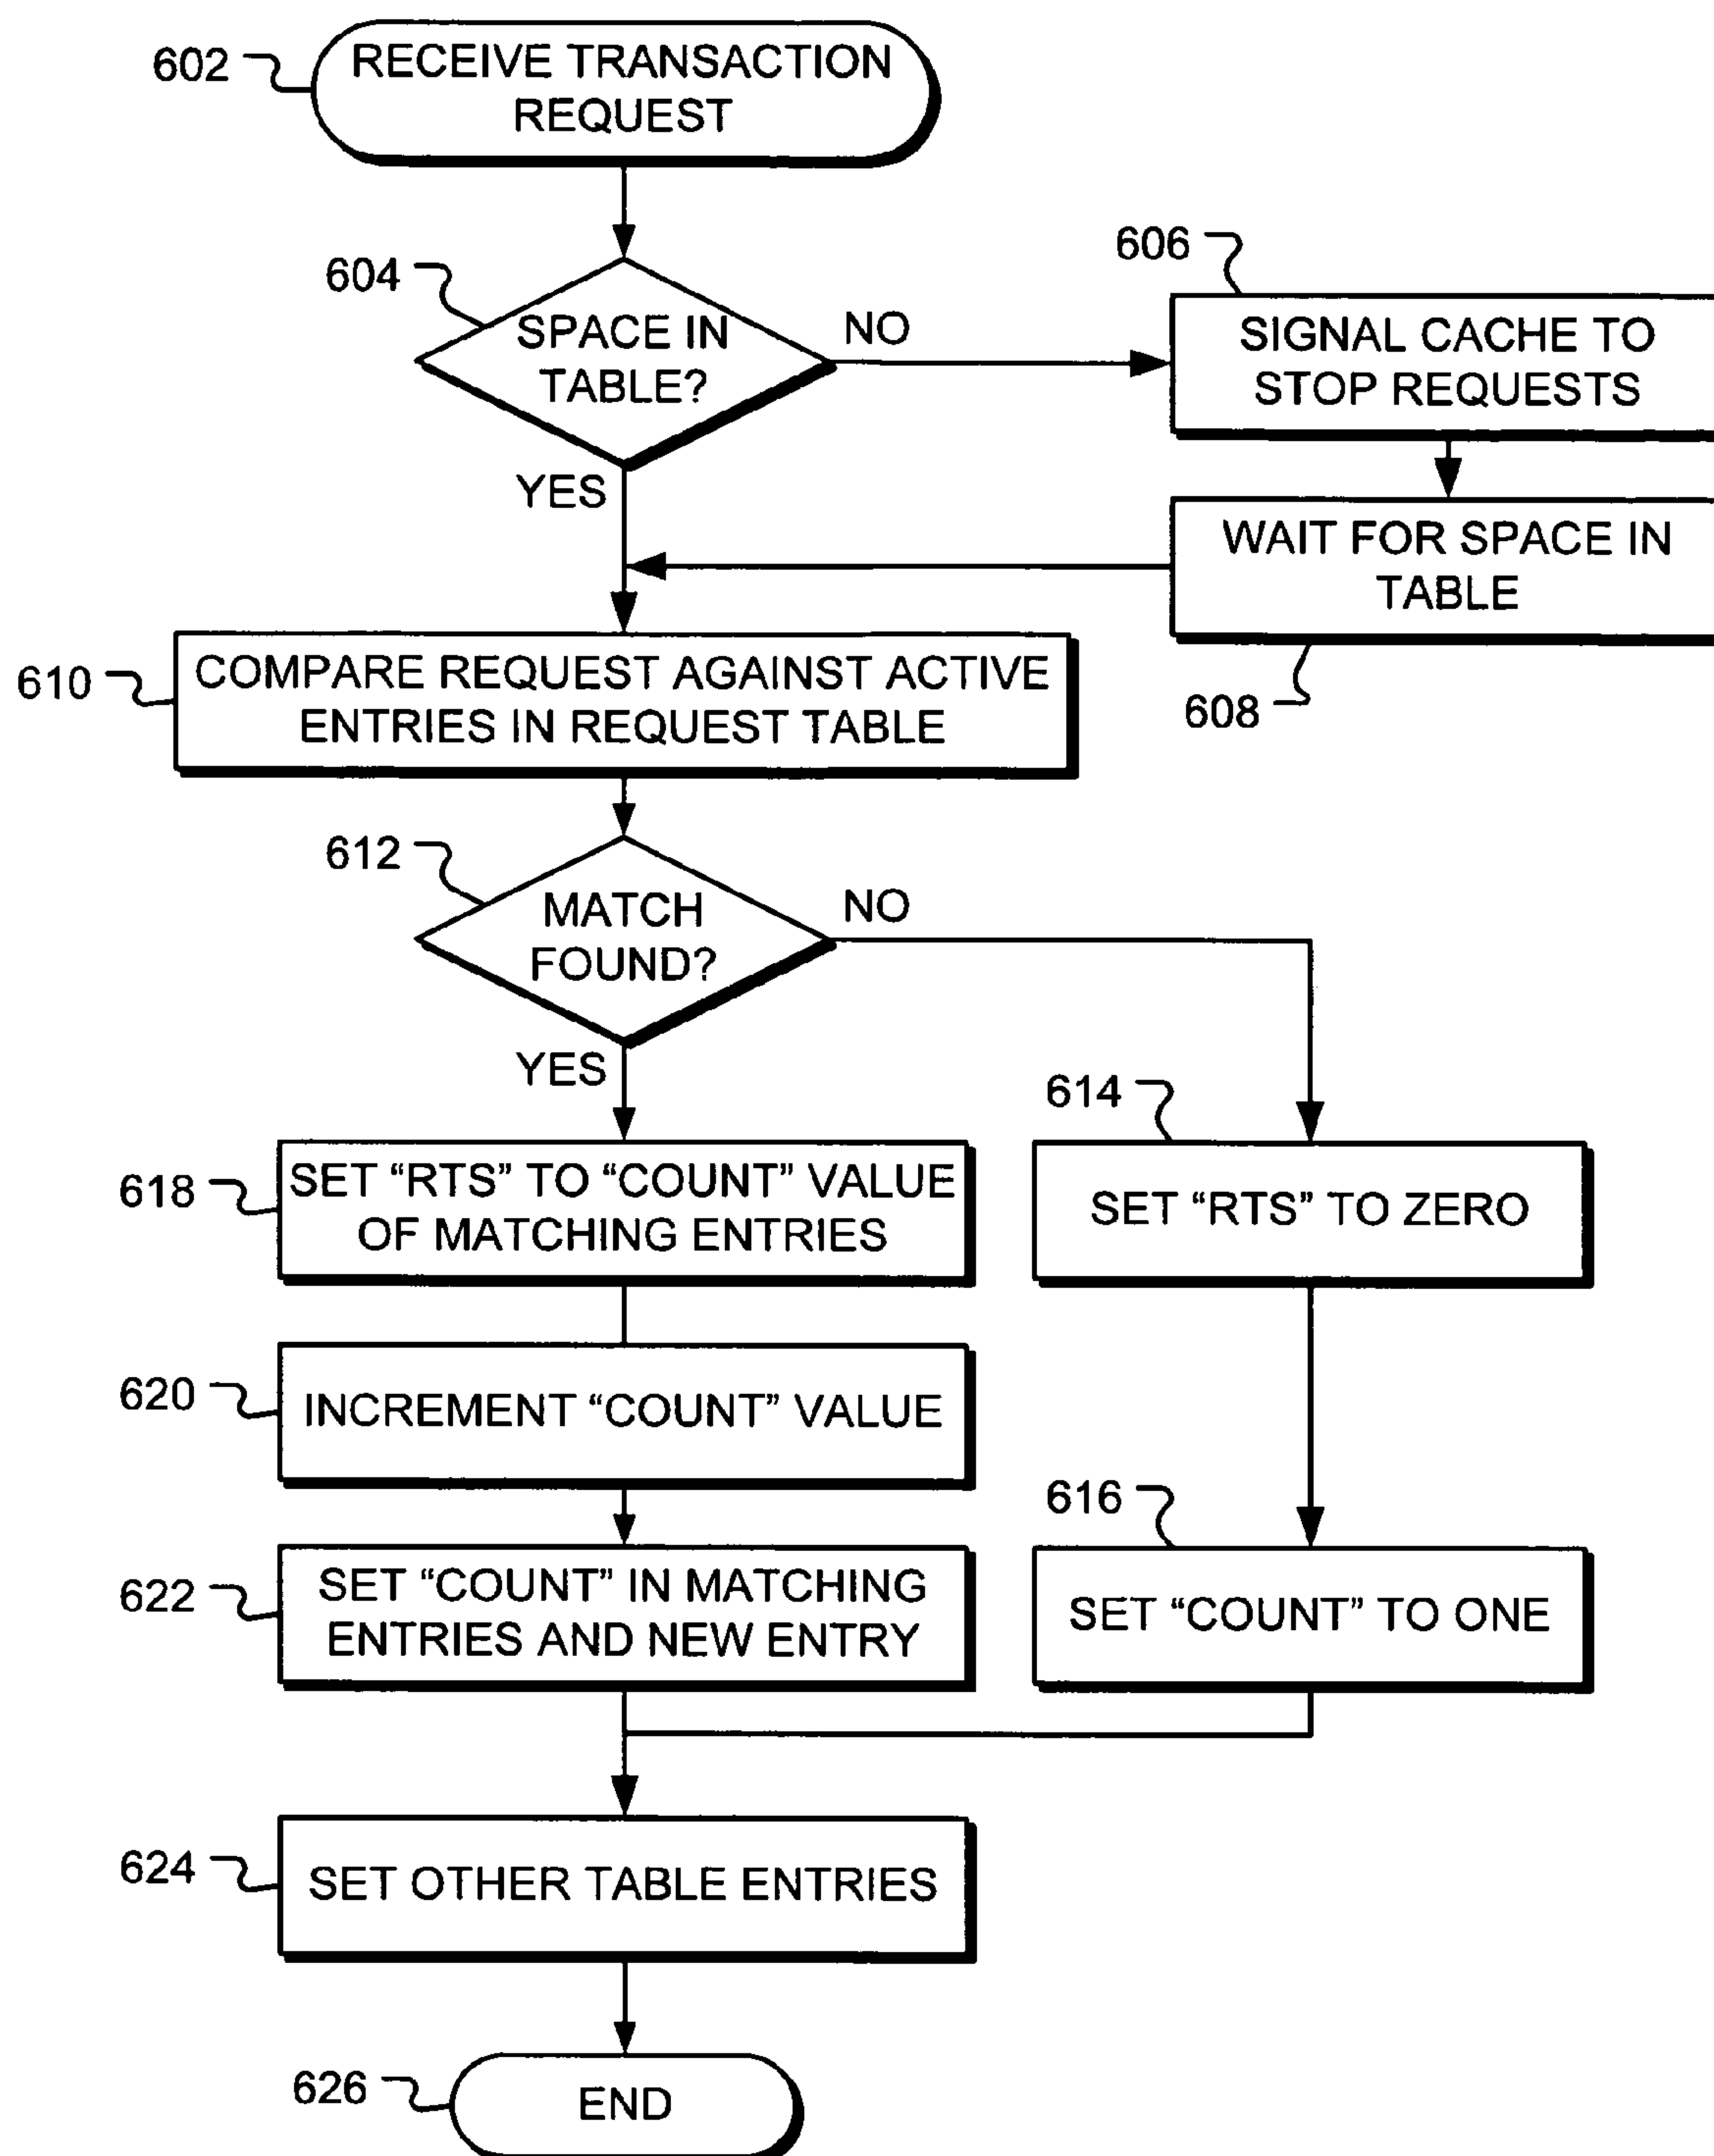 602
RECEIVE TRANSACTION
REQUEST
604
SPACE IN
TABLE?
NO
YES
606
SIGNAL CACHE TO
STOP REQUESTS
WAIT FOR SPACE IN
TABLE
608
610
COMPARE REQUEST AGAINST ACTIVE
ENTRIES IN REQUEST TABLE
612
MATCH
FOUND?
NO
YES
614
SET “RTS” TO ZERO
616
SET “COUNT” TO ONE
618
SET “RTS” TO “COUNT” VALUE
OF MATCHING ENTRIES
620
INCREMENT “COUNT” VALUE
622
SET “COUNT” IN MATCHING
ENTRIES AND NEW ENTRY
624
SET OTHER TABLE ENTRIES
626
END